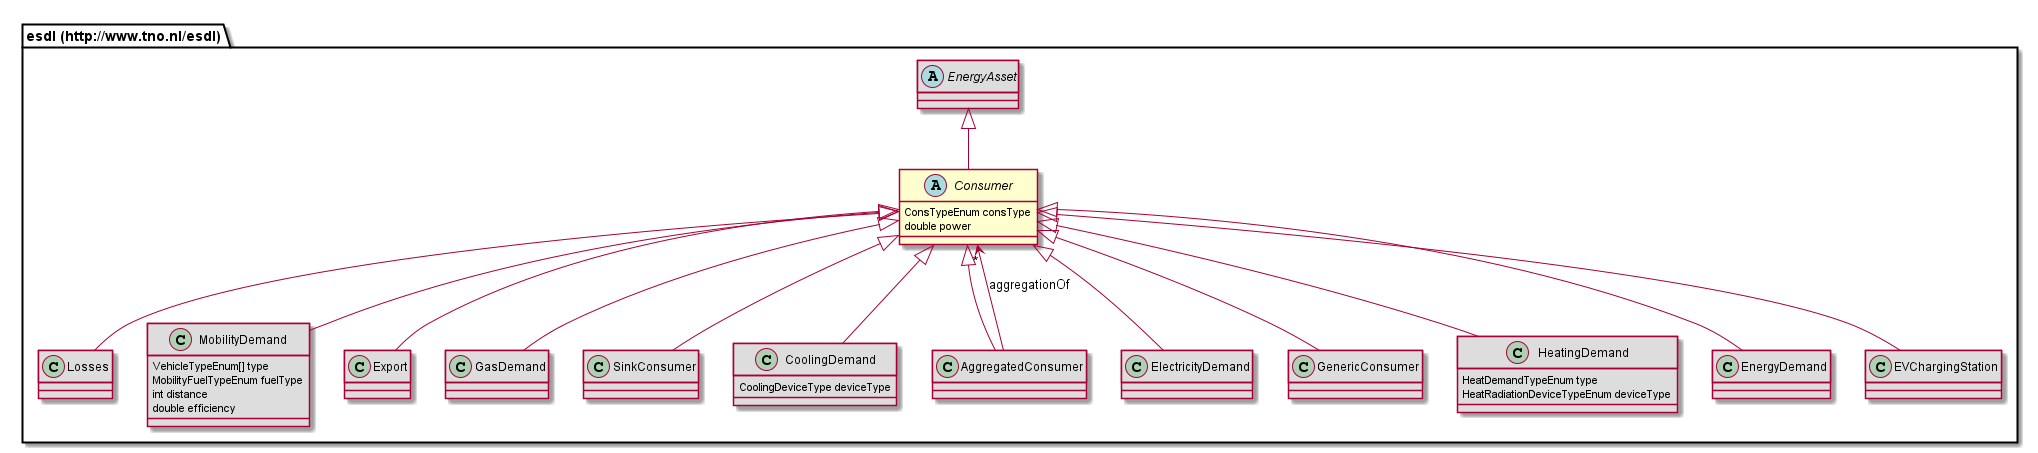 esdl (http://www.tno.nl/esdl)
A EnergyAsset
A Consumer
ConsTypeEnum consType
double power
*
aggregationOf
C Losses
C MobilityDemand
VehicleTypeEnum[] type
MobilityFuelTypeEnum fuelType
int distance
double efficiency
C Export
C GasDemand
C SinkConsumer
C CoolingDemand
CoolingDeviceType deviceType
C AggregatedConsumer
C ElectricityDemand
C GenericConsumer
C HeatingDemand
HeatDemandTypeEnum type
HeatRadiationDeviceTypeEnum deviceType
C EnergyDemand
C EVChargingStation